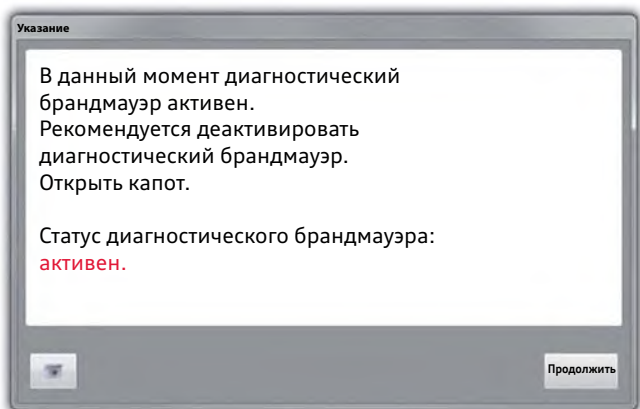 Указание
В данный момент диагностический
брандмауэр активен.
Рекомендуется деактивировать
диагностический брандмауэр.
Открыть капот.
Статус диагностического брандмауэра:
активен.
Продолжить